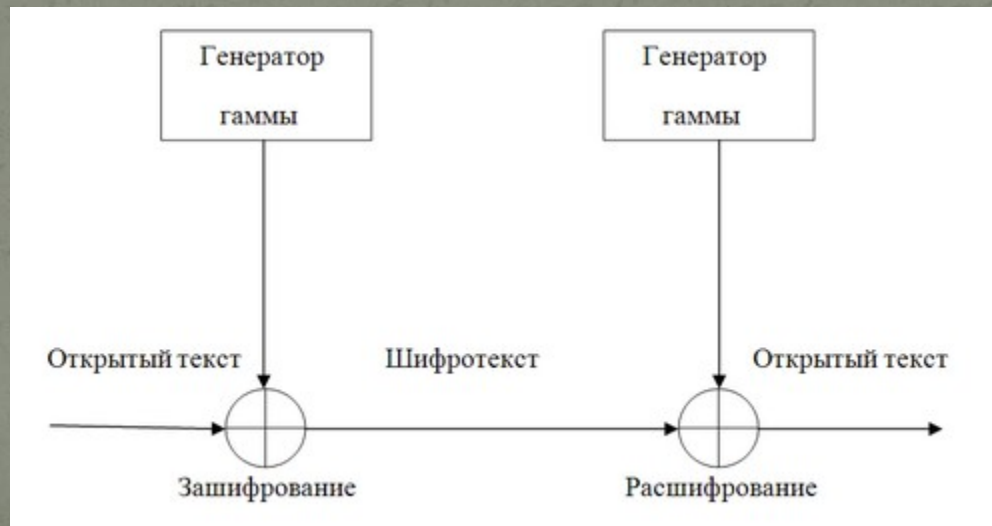 Генератор
гаммы
Генератор
гаммы
Открытый текст
Шифротекст
Открытый текст
Зашифрование
Расшифрование